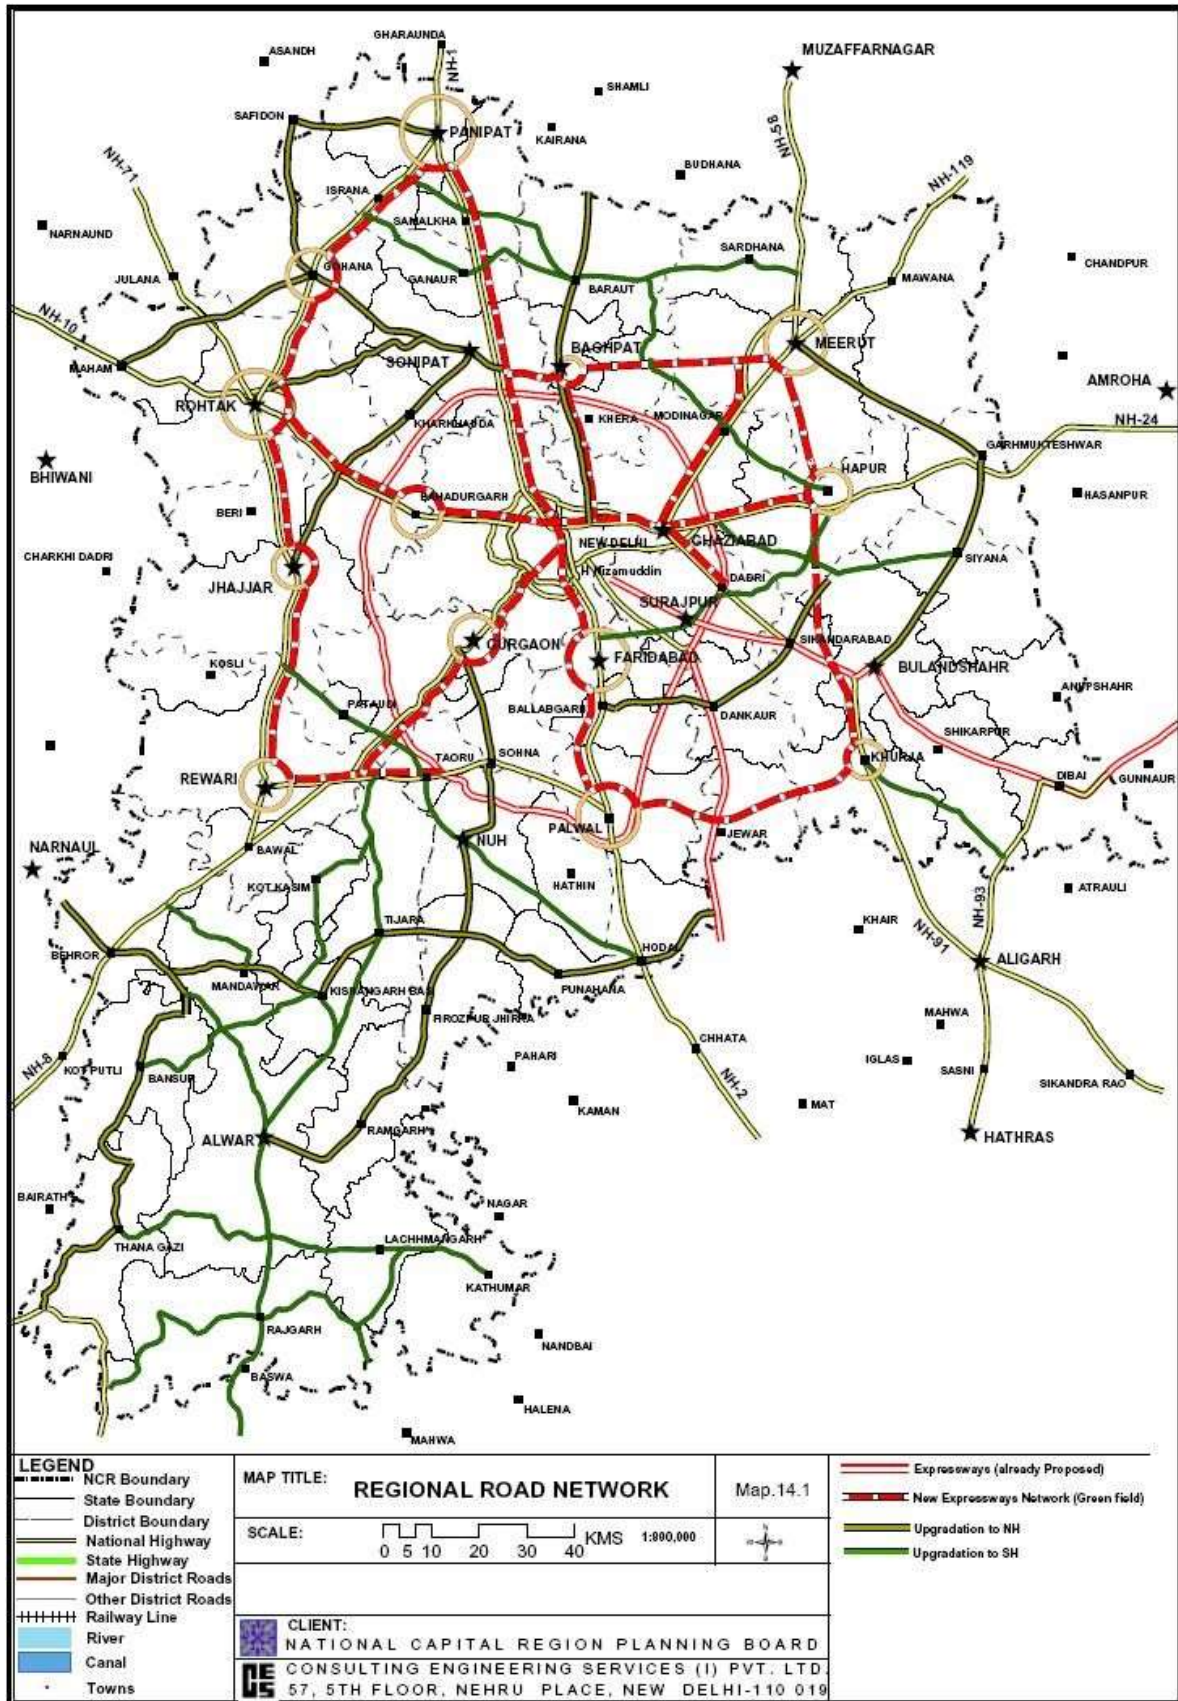 GHARAUNDA
ASANDH
NH-1
MUZAFFARNAGAR
SHAMLI
SAFIDON
PANIPAT
KAIRANA
NH-58
NH-71
BUDHANA
NH-119
ISRANA
NARNAUND
SAMALKHA
SARDHANA
CHANDPUR
GOHANA
JULANA
GANAUR
BARAUT
MAWANA
NH-10
MEERUT
BAGHPAT
SONIPAT
MAHAM
AMROHA
ROHTAK
KHARKHAUDA
KHERA
MODINAGAR
NH-24
GARHMUKTESHWAR
BHIWANI
HAPUR
BAHADURGARH
HASANPUR
BERI
NEW DELHI
GHAZIABAD
CHARKHI DADRI
SIYANA
JHAJJAR
H Nizamuddin
DADRI
SURAJPUR
GURGAON
SIKANDARABAD
KOSLI
FARIDABAD
BULANDSHAHR
ANUPSHAHR
PATAUDI
BALLABGARH
DANKAUR
SHIKARPUR
TAORU
SOHNA
KHURJA
REWARI
DIBAI
GUNNAUR
PALWAL
JEWAR
NARNAUL
BAWAL
NUH
KOT KASIM
HATHIN
ATRAULI
TIJARA
KHAIR
NH-93
NH-91
BEHROR
HODAL
ALIGARH
MANDAWAR
KISHANGARH BAS
PUNAHANA
FIROZPUR JHIRKA
MAHWA
CHHATA
NH-8
KOT PUTLI
BANSUR
PAHARI
IGLAS
SASNI
SIKANDRA RAO
NH-2
KAMAN
MAT
ALWAR
RAMGARH
HATHRAS
BAIRATH
NAGAR
THANA GAZI
LACHHMANGARH
KATHUMAR
RAJGARH
NANDBAI
BASWA
HALENA
MAHWA
LEGEND
NCR Boundary
State Boundary
District Boundary
National Highway
State Highway
Major District Roads
Other District Roads
Railway Line
River
Canal
Towns
MAP TITLE: REGIONAL ROAD NETWORK
Map.14.1
SCALE: 0 5 10 20 30 40 KMS 1:890,000
CLIENT:
NATIONAL CAPITAL REGION PLANNING BOARD
CES CONSULTING ENGINEERING SERVICES (I) PVT. LTD.
57, 5TH FLOOR, NEHRU PLACE, NEW DELHI-110 019
Expressways (already Proposed)
New Expressways Network (Green field)
Upgradation to NH
Upgradation to SH